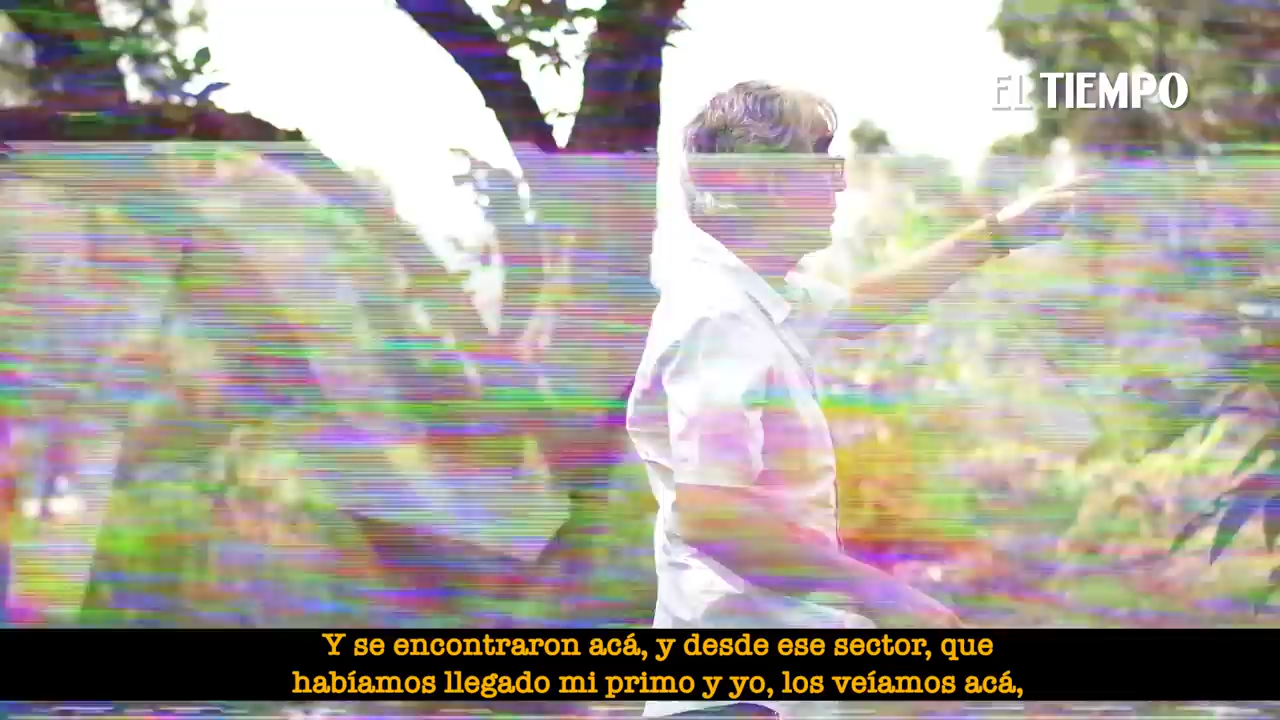 EL TIEMPO
Y se encontraron acá, y desde ese sector, que
habíamos llegado mi primo y yo, los veíamos acá,